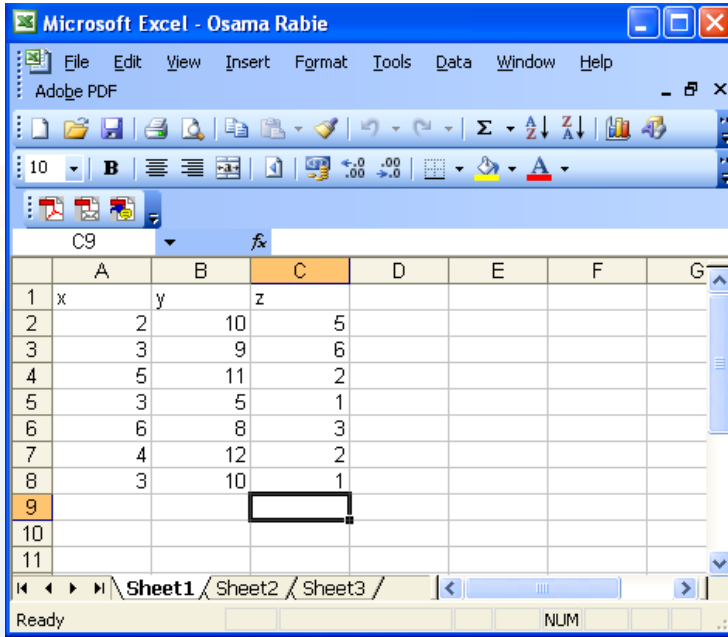 Microsoft Excel - Osama Rabie
File Edit View Insert Format Tools Data Window Help
Adobe PDF
10 B A
C9 fx
A B C D E F G
1 x y z
2 2 10 5
3 3 9 6
4 5 11 2
5 3 5 1
6 6 8 3
7 4 12 2
8 3 10 1
9
10
11
Sheet1 Sheet2 Sheet3
Ready NUM